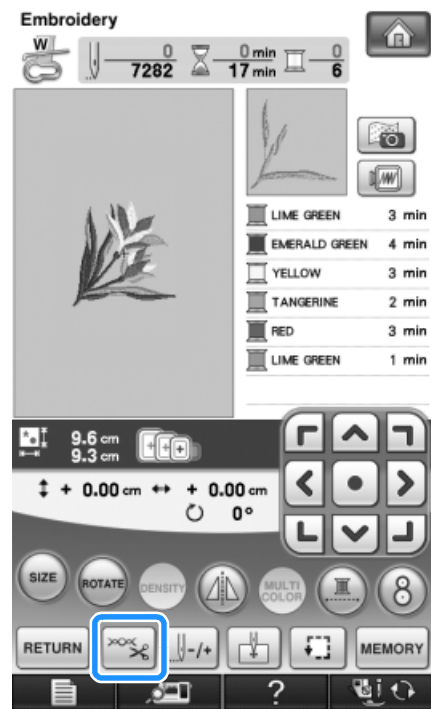 Embroidery
W
0
7282
0 min
17 min
0
6
LIME GREEN 3 min
EMERALD GREEN 4 min
YELLOW 3 min
TANGERINE 2 min
RED 3 min
LIME GREEN 1 min
9.6 cm
9.3 cm
+ 0.00 cm + 0.00 cm
0°
SIZE ROTATE DENSITY MULTI COLOR 8
RETURN -/+ MEMORY
?